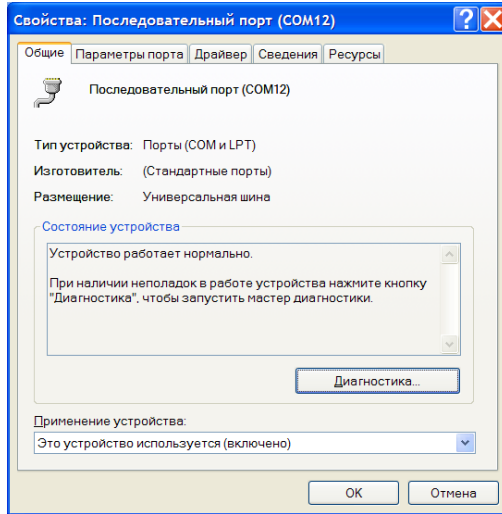 Свойства: Последовательный порт (COM12)
Общие Параметры порта Драйвер Сведения Ресурсы
Последовательный порт (COM12)
Тип устройства: Порты (COM и LPT)
Изготовитель: (Стандартные порты)
Размещение: Универсальная шина
Состояние устройства
Устройство работает нормально.
При наличии неполадок в работе устройства нажмите кнопку
"Диагностика", чтобы запустить мастер диагностики.
Диагностика...
Применение устройства:
Это устройство используется (включено)
OK Отмена